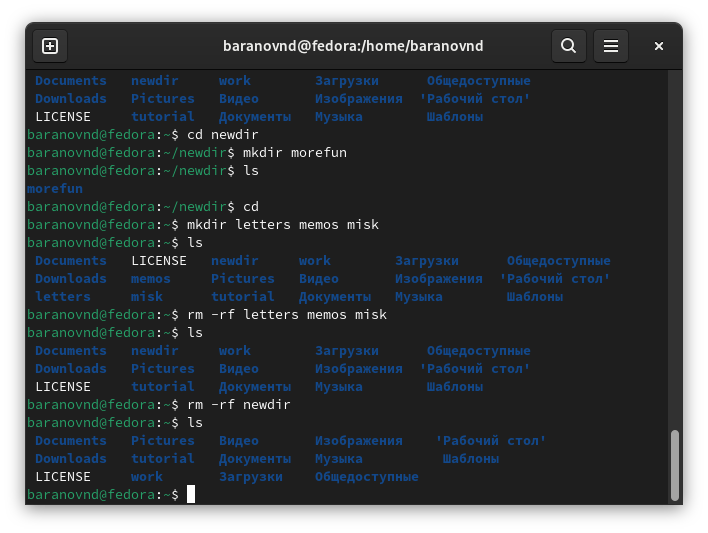 baranovnd@fedora:/home/baranovnd
Documents newdir work Загрузки Общедоступные
Downloads Pictures Видео Изображения 'Рабочий стол'
LICENSE tutorial Документы Музыка Шаблоны
baranovnd@fedora:~$ cd newdir
baranovnd@fedora:~/newdir$ mkdir morefun
baranovnd@fedora:~/newdir$ ls
morefun
baranovnd@fedora:~/newdir$ cd
baranovnd@fedora:~$ mkdir letters memos misk
baranovnd@fedora:~$ ls
Documents LICENSE newdir work Загрузки Общедоступные
Downloads memos Pictures Видео Изображения 'Рабочий стол'
letters misk tutorial Документы Музыка Шаблоны
baranovnd@fedora:~$ rm -rf letters memos misk
baranovnd@fedora:~$ ls
Documents newdir work Загрузки Общедоступные
Downloads Pictures Видео Изображения 'Рабочий стол'
LICENSE tutorial Документы Музыка Шаблоны
baranovnd@fedora:~$ rm -rf newdir
baranovnd@fedora:~$ ls
Documents Pictures Видео Изображения 'Рабочий стол'
Downloads tutorial Документы Музыка Шаблоны
LICENSE work Загрузки Общедоступные
baranovnd@fedora:~$